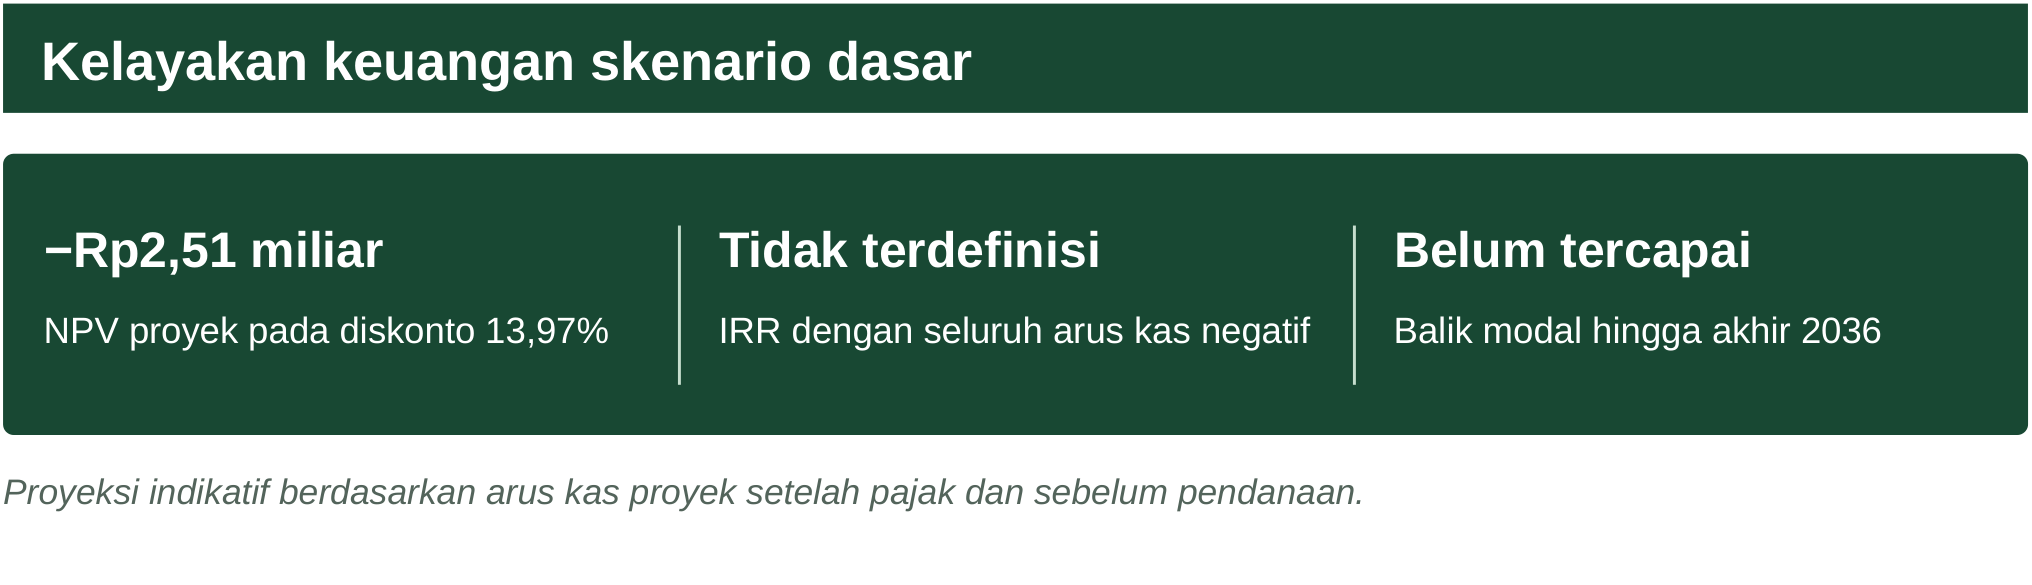 Kelayakan keuangan skenario dasar
−Rp2,51 miliar
NPV proyek pada diskonto 13,97%
Tidak terdefinisi
IRR dengan seluruh arus kas negatif
Belum tercapai
Balik modal hingga akhir 2036
Proyeksi indikatif berdasarkan arus kas proyek setelah pajak dan sebelum pendanaan.